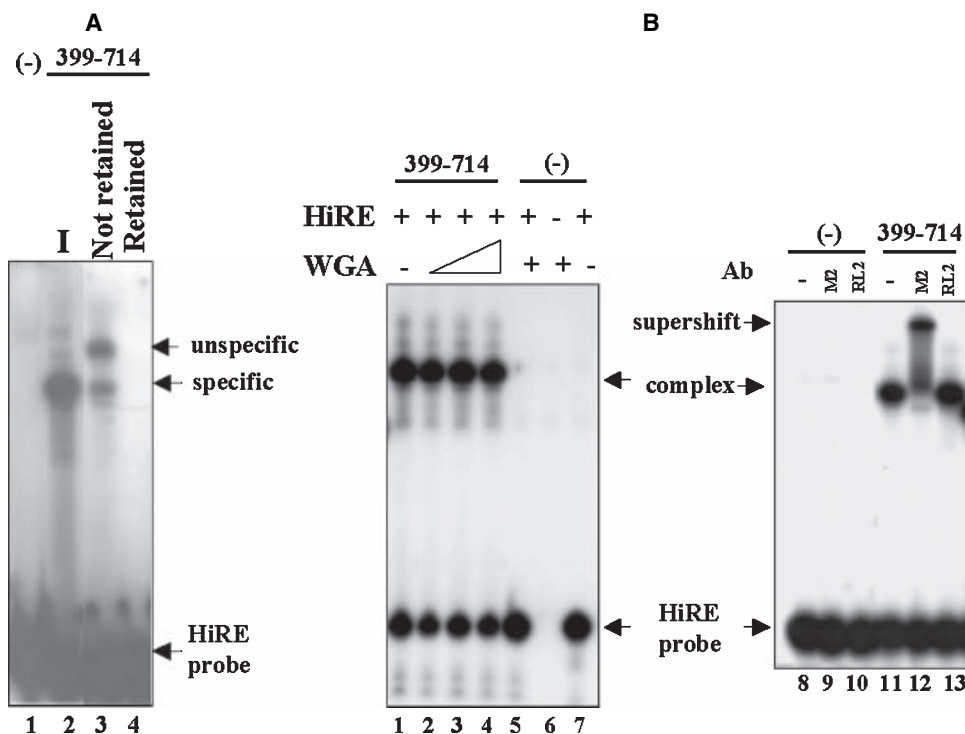 A
399-714
(-)
I
Not retained
Retained
unspecific
specific
HiRE
probe
1 2 3 4
B
399-714 (-)
HiRE + + + + + - +
WGA - + + -
HiRE
probe
1 2 3 4 5 6 7
(-) 399-714
Ab - M2 RL2 - M2 RL2
supershift
complex
8 9 10 11 12 13